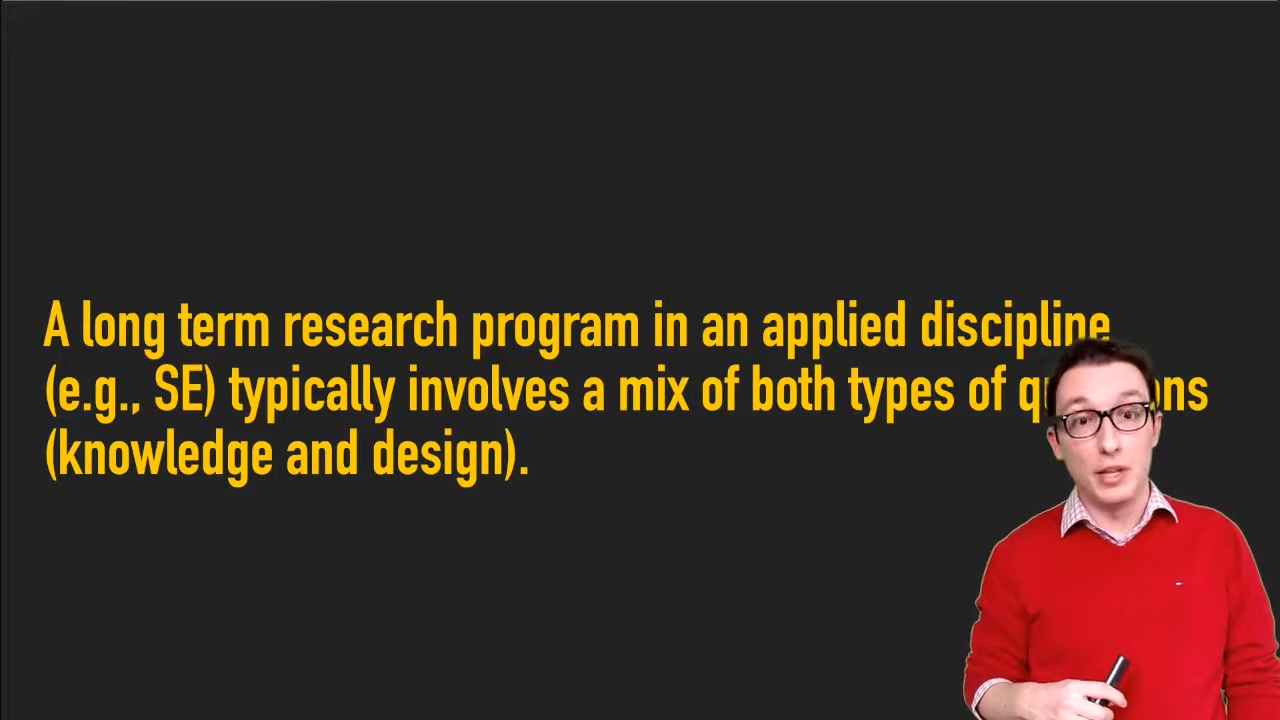 A long term research program in an applied discipline
(e.g., SE) typically involves a mix of both types of
(knowledge and design).